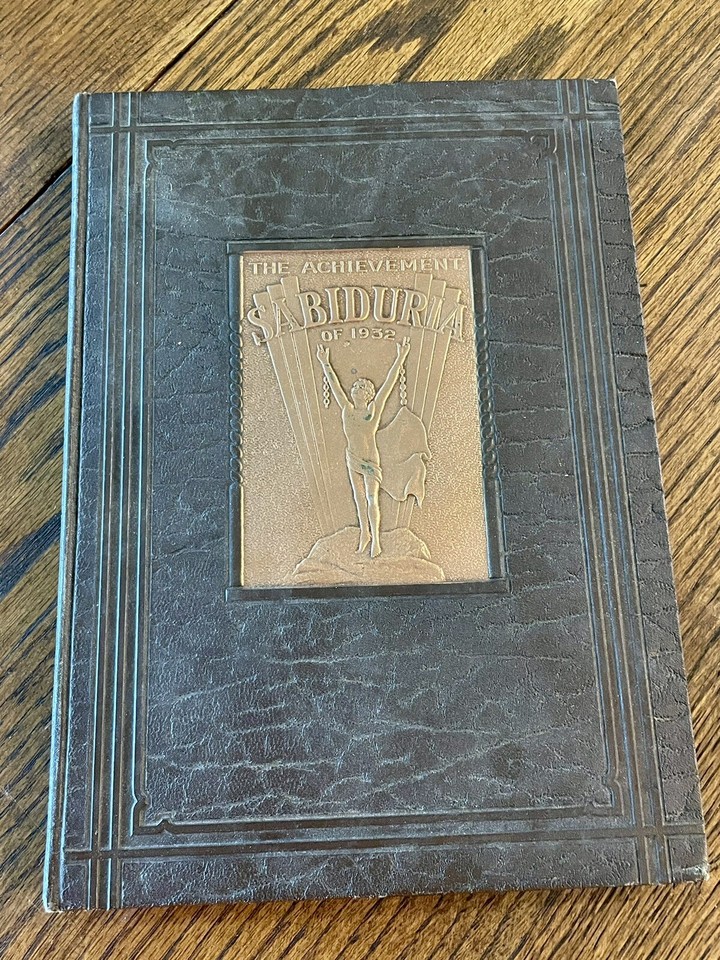 THE ACHIEVEMENT
SABIDURIA
OF 1932